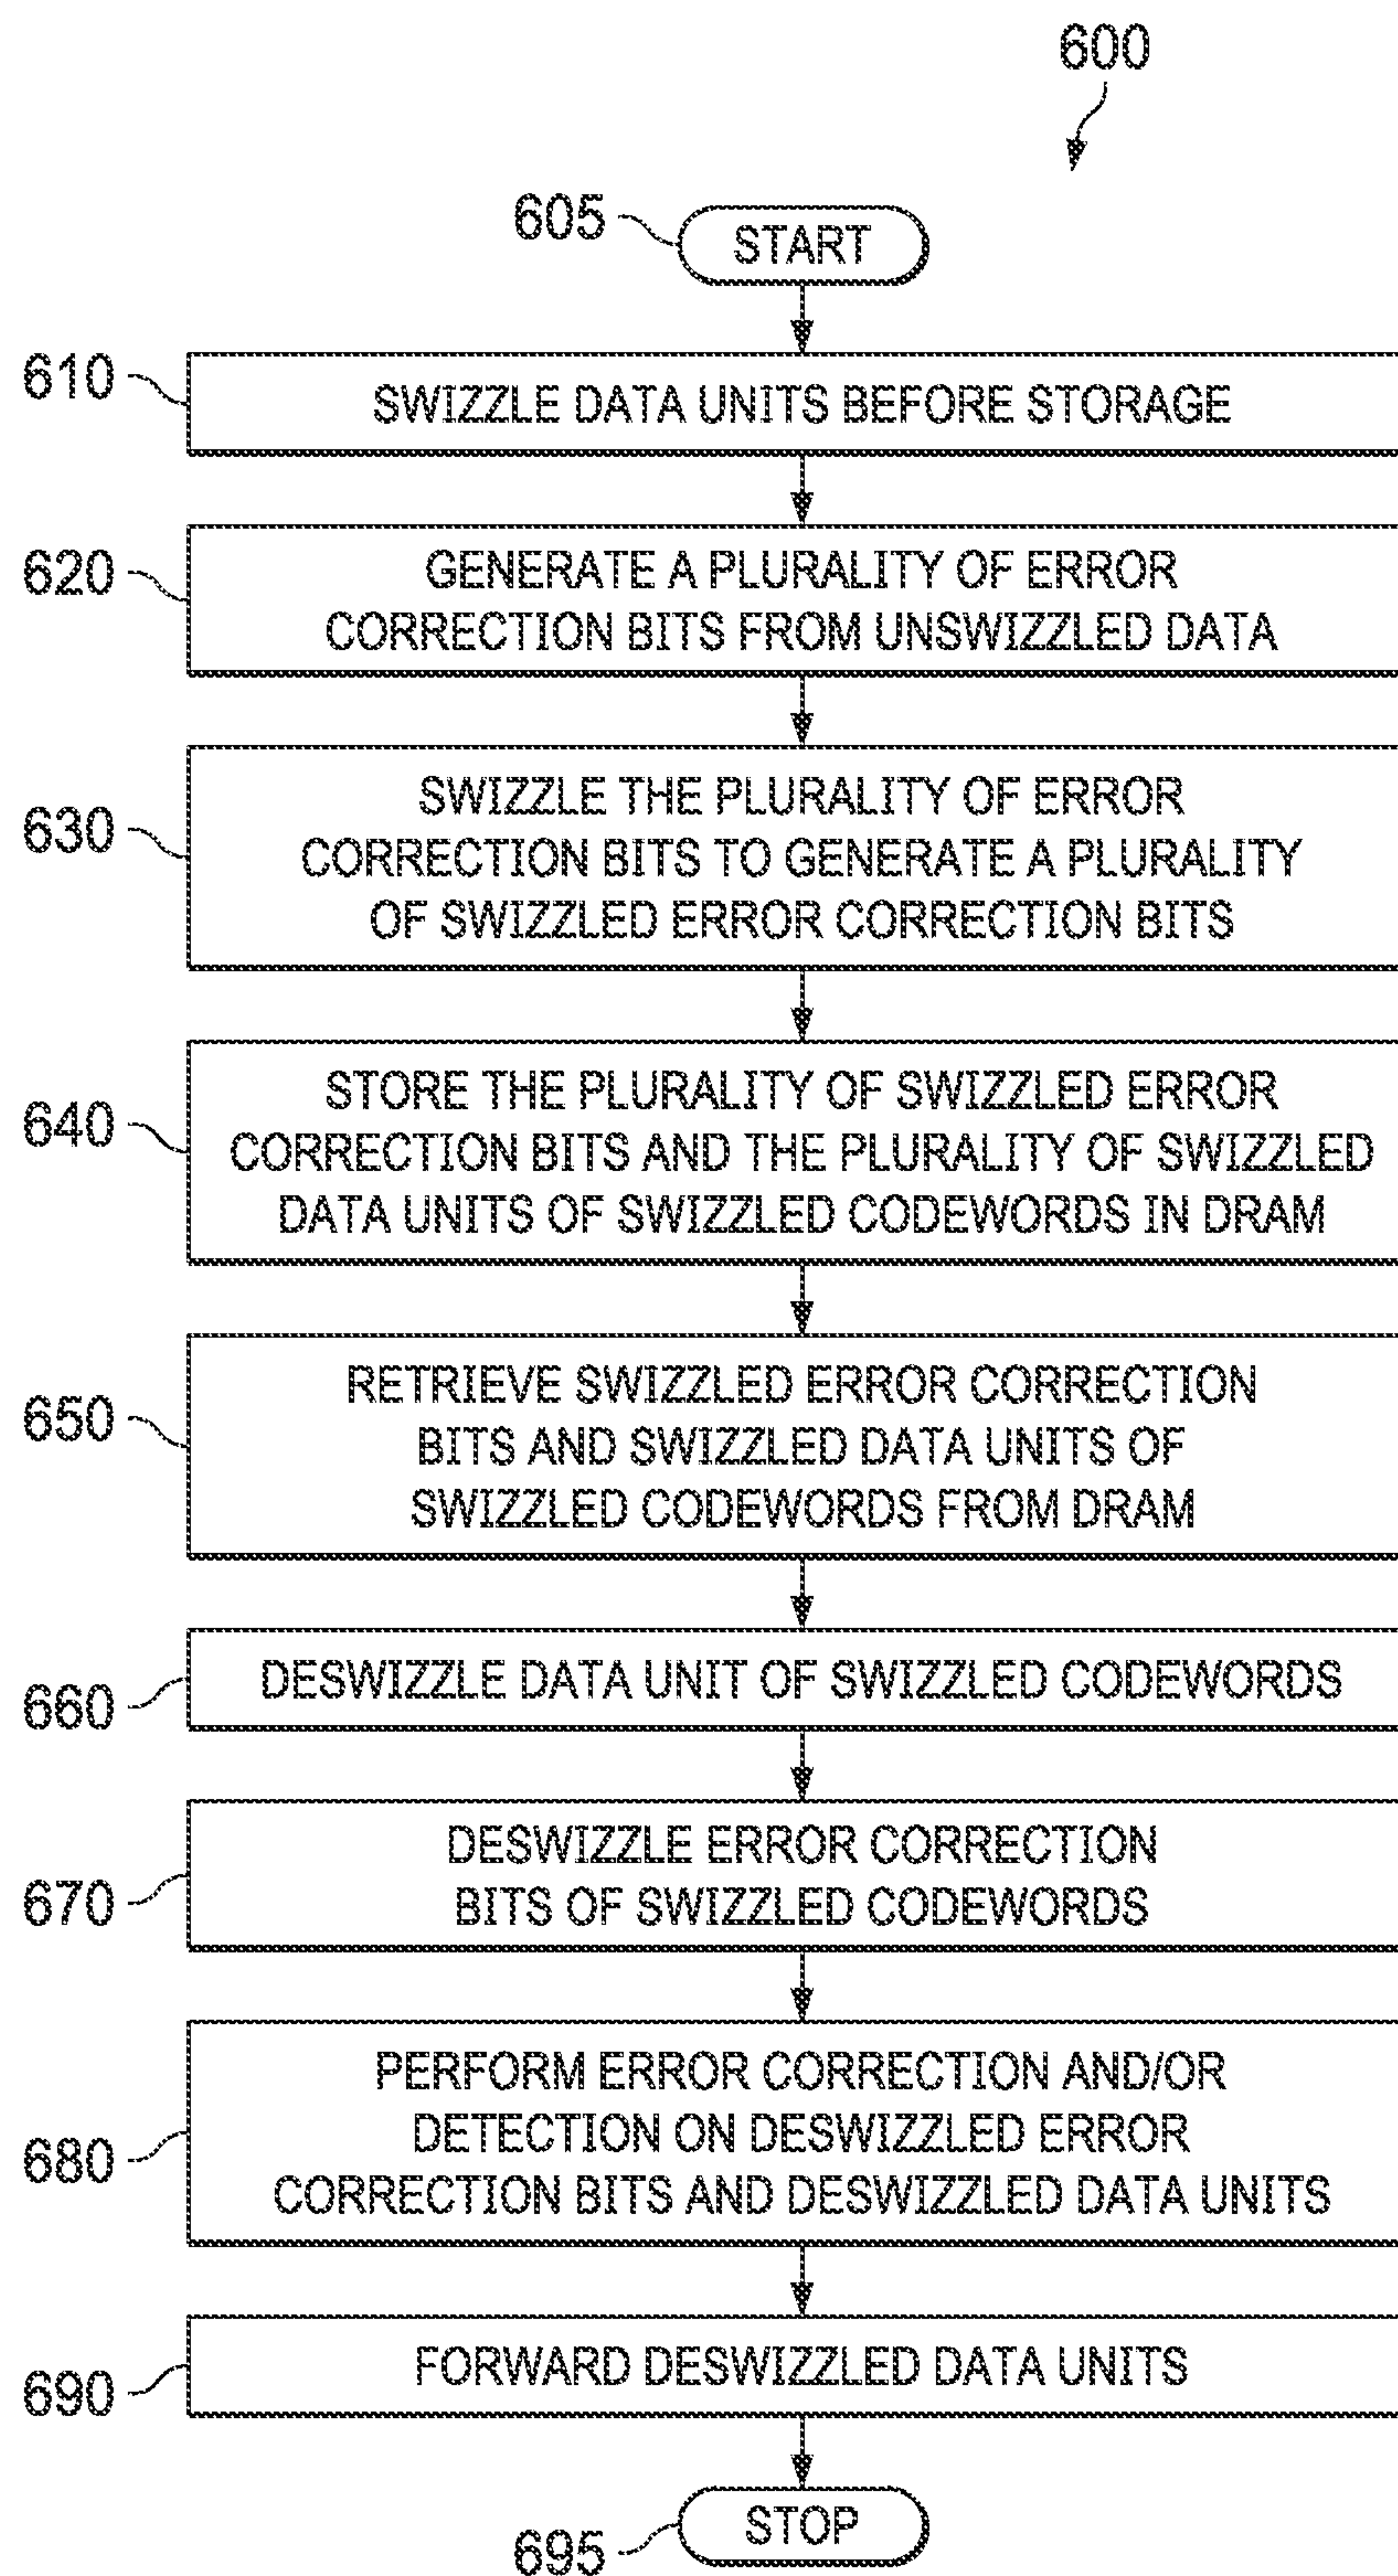 600
605
START
610
SWIZZLE DATA UNITS BEFORE STORAGE
620
GENERATE A PLURALITY OF ERROR
CORRECTION BITS FROM UNSWIZZLED DATA
630
SWIZZLE THE PLURALITY OF ERROR
CORRECTION BITS TO GENERATE A PLURALITY
OF SWIZZLED ERROR CORRECTION BITS
640
STORE THE PLURALITY OF SWIZZLED ERROR
CORRECTION BITS AND THE PLURALITY OF SWIZZLED
DATA UNITS OF SWIZZLED CODEWORDS IN DRAM
650
RETRIEVE SWIZZLED ERROR CORRECTION
BITS AND SWIZZLED DATA UNITS OF
SWIZZLED CODEWORDS FROM DRAM
660
DESWIZZLE DATA UNIT OF SWIZZLED CODEWORDS
670
DESWIZZLE ERROR CORRECTION
BITS OF SWIZZLED CODEWORDS
680
PERFORM ERROR CORRECTION AND/OR
DETECTION ON DESWIZZLED ERROR
CORRECTION BITS AND DESWIZZLED DATA UNITS
690
FORWARD DESWIZZLED DATA UNITS
695
STOP